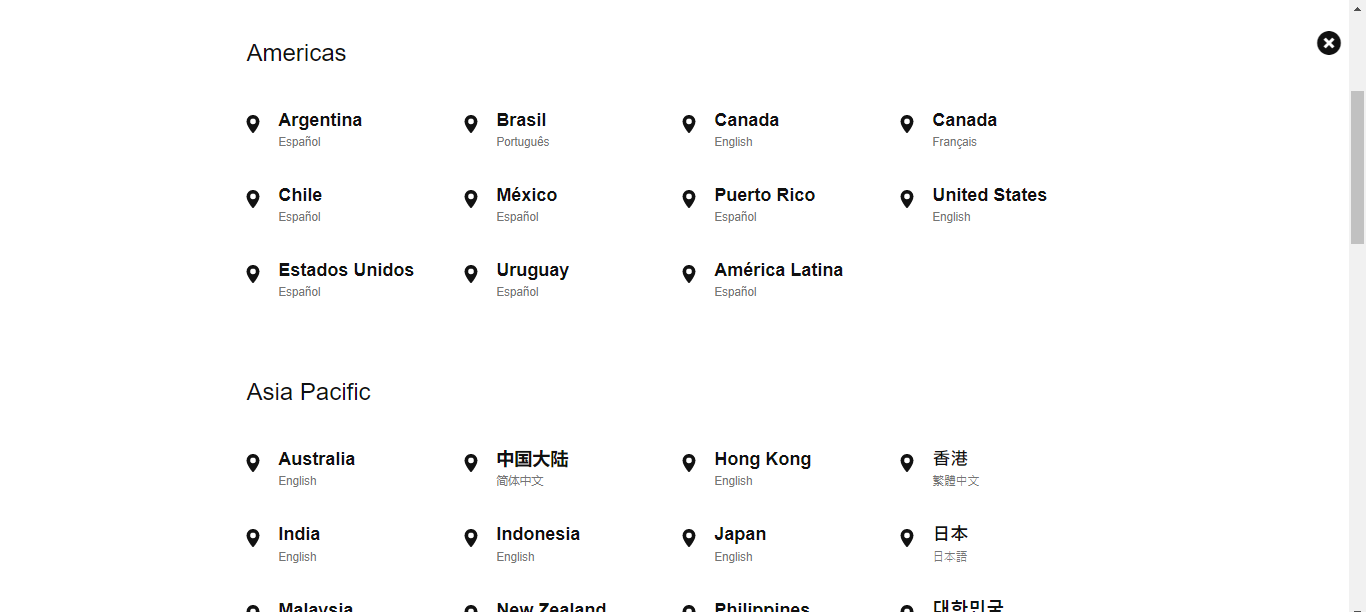 Americas
Argentina
Español
Brasil
Português
Canada
English
Canada
Français
Chile
Español
México
Español
Puerto Rico
Español
United States
English
Estados Unidos
Español
Uruguay
Español
América Latina
Español
Asia Pacific
Australia
English
中国大陆
简体中文
Hong Kong
English
香港
繁體中文
India
English
Indonesia
English
Japan
English
日本
日本語
Malaysia
New Zealand
Philippines
대한민국